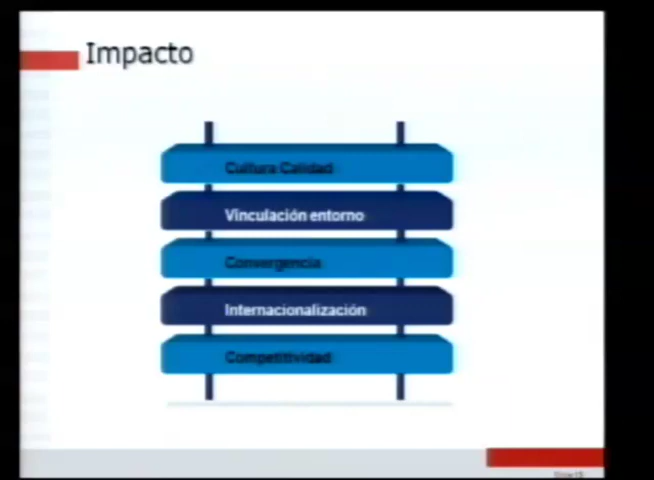 Impacto
Cultura Calidad
Vinculación entorno
Convergencia
Internacionalización
Competitividad